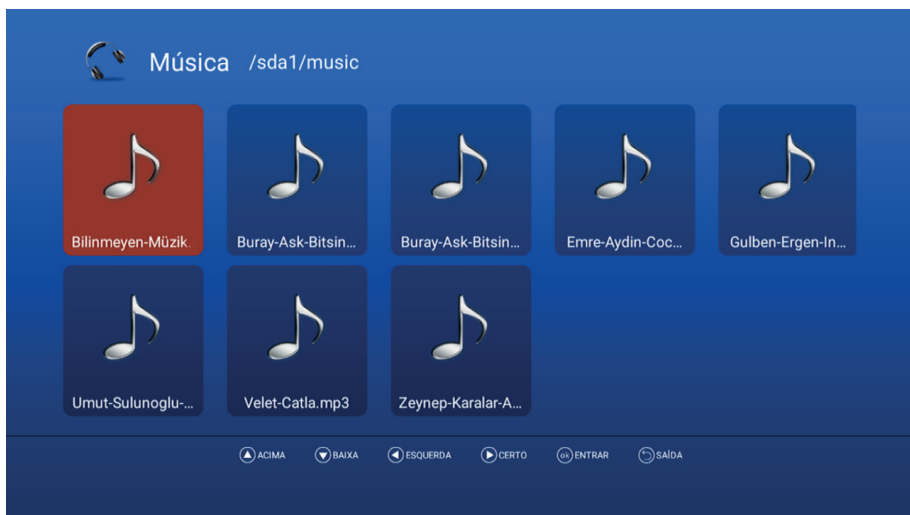 Música /sda1/music
Bilinmeyen-Müzik.
Buray-Ask-Bitsin...
Buray-Ask-Bitsin...
Emre-Aydin-Coc...
Gulben-Ergen-In...
Umut-Sulunoglu-...
Velet-Catla.mp3
Zeynep-Karalar-A...
ACIMA BAIXA ESQUERDA CERTO ok ENTRAR SAÍDA